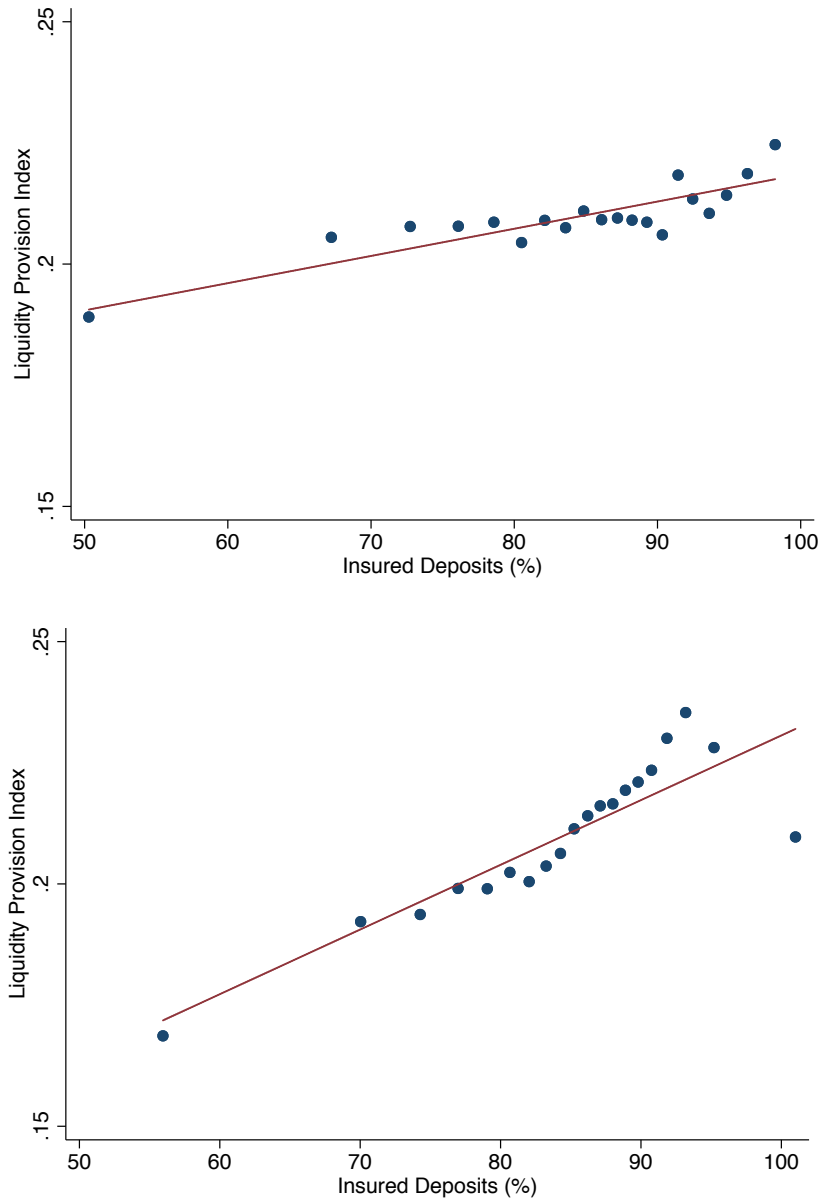 .25
.2
.15
Liquidity Provision Index
50 60 70 80 90 100
Insured Deposits (%)
.25
.2
.15
Liquidity Provision Index
50 60 70 80 90 100
Insured Deposits (%)